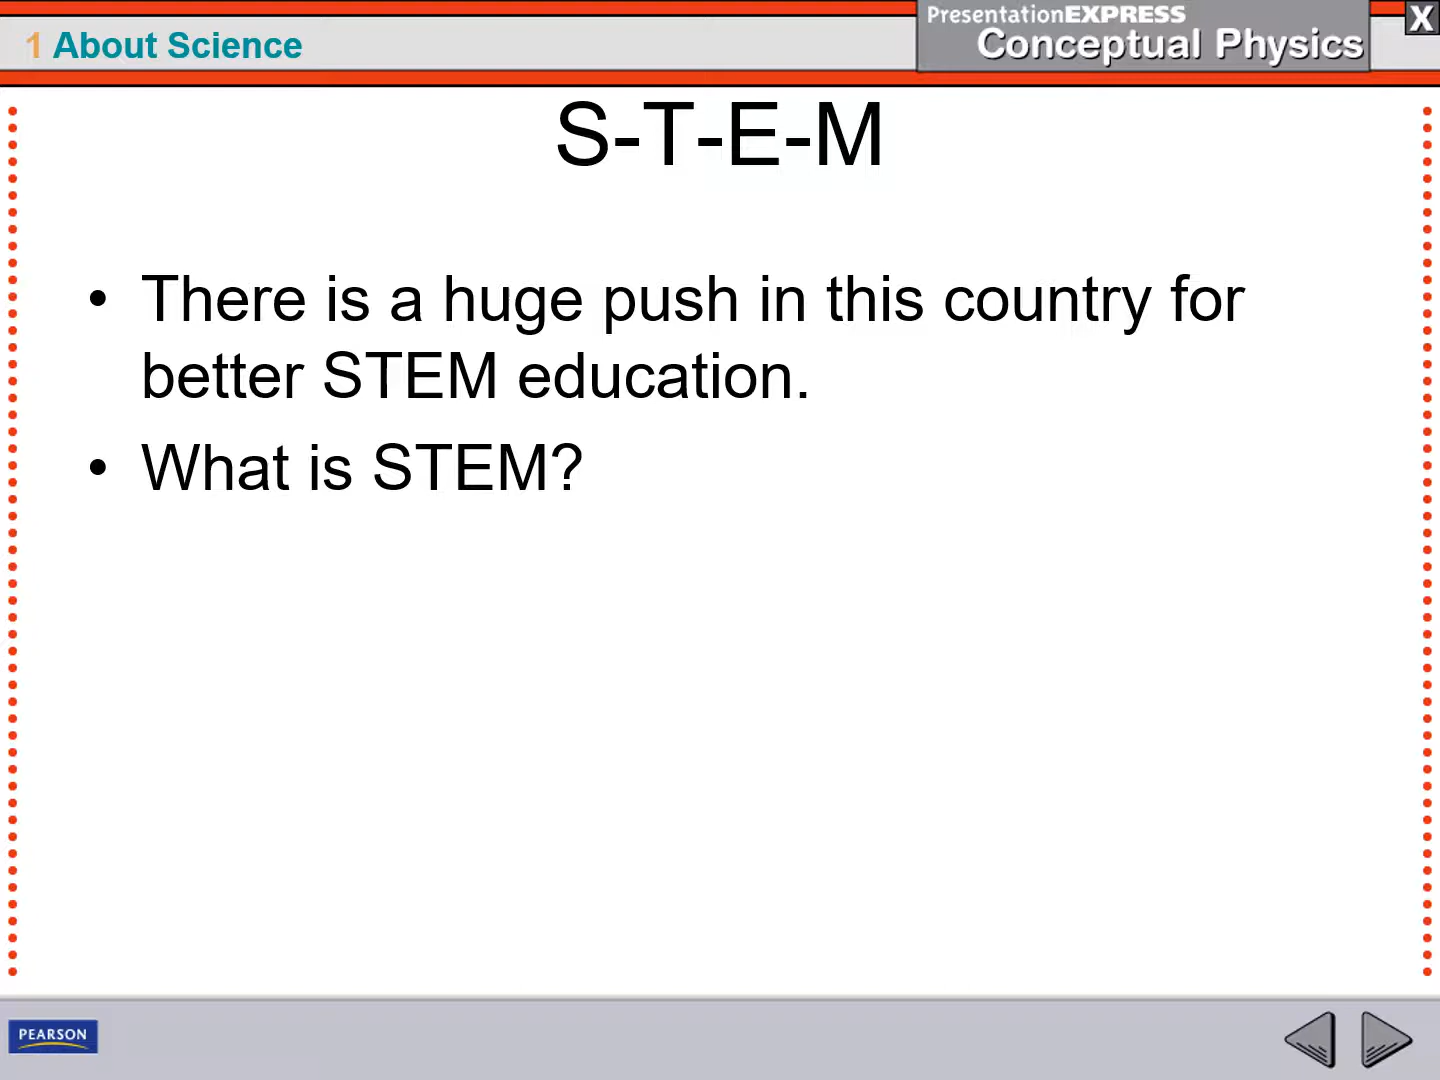 1 About Science
PresentationEXPRESS
Conceptual Physics
X
S-T-E-M
• There is a huge push in this country for
better STEM education.
• What is STEM?
PEARSON